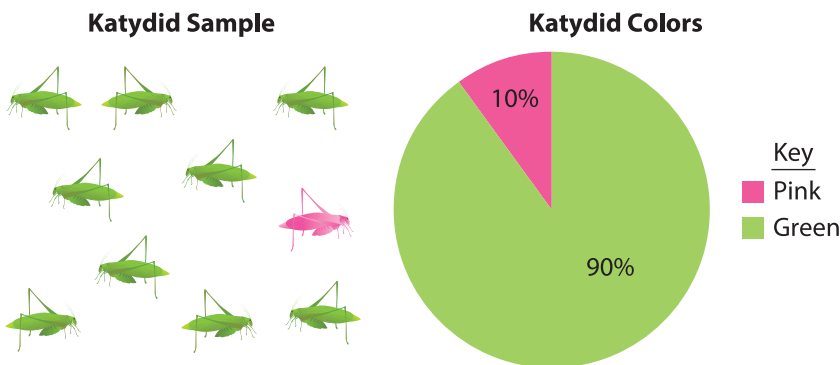 Katydid Sample
Katydid Colors
10%
90%
Key
Pink
Green